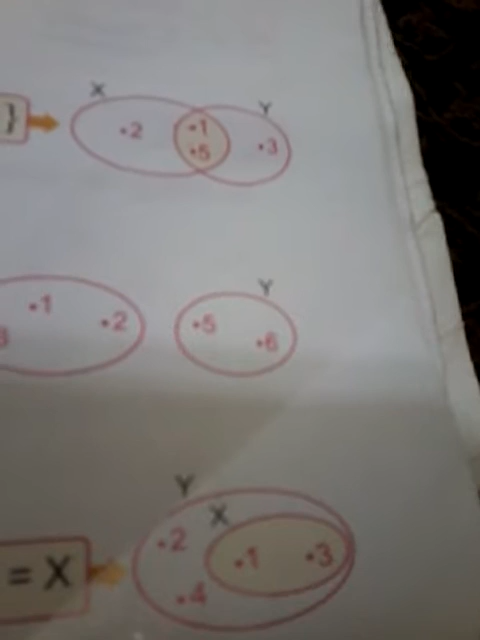 X
Y
•2 •1 •3
•5
Y
•1 •2 •5
•6
Y
X
•2 •1 •3
•4
= X